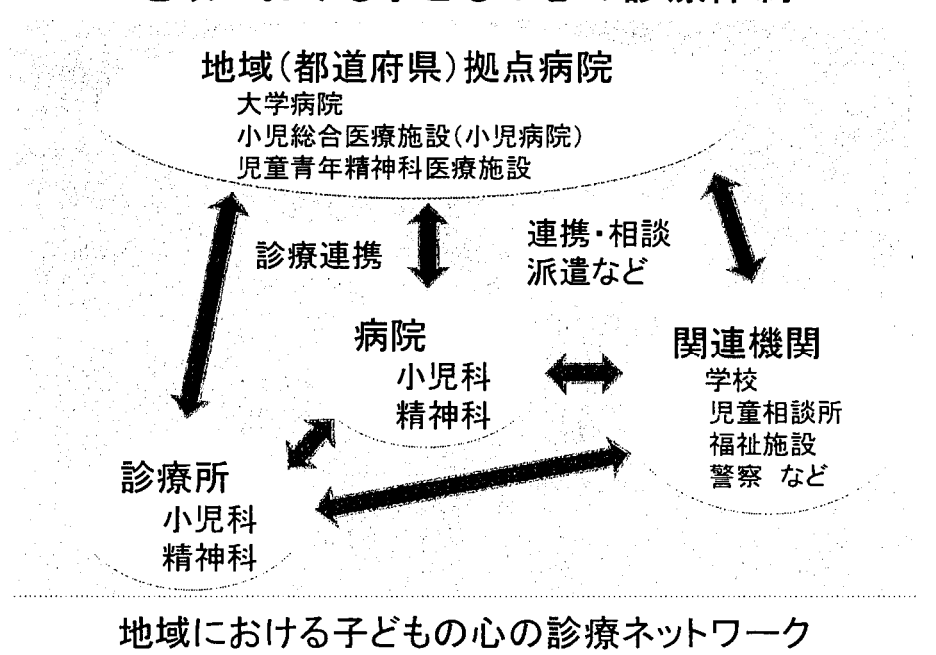 地域(都道府県)拠点病院
大学病院
小児総合医療施設(小児病院)
児童青年精神科医療施設
診療連携
連携・相談
派遣など
病院
小児科
精神科
関連機関
学校
児童相談所
福祉施設
警察 など
診療所
小児科
精神科
地域における子どもの心の診療ネットワーク